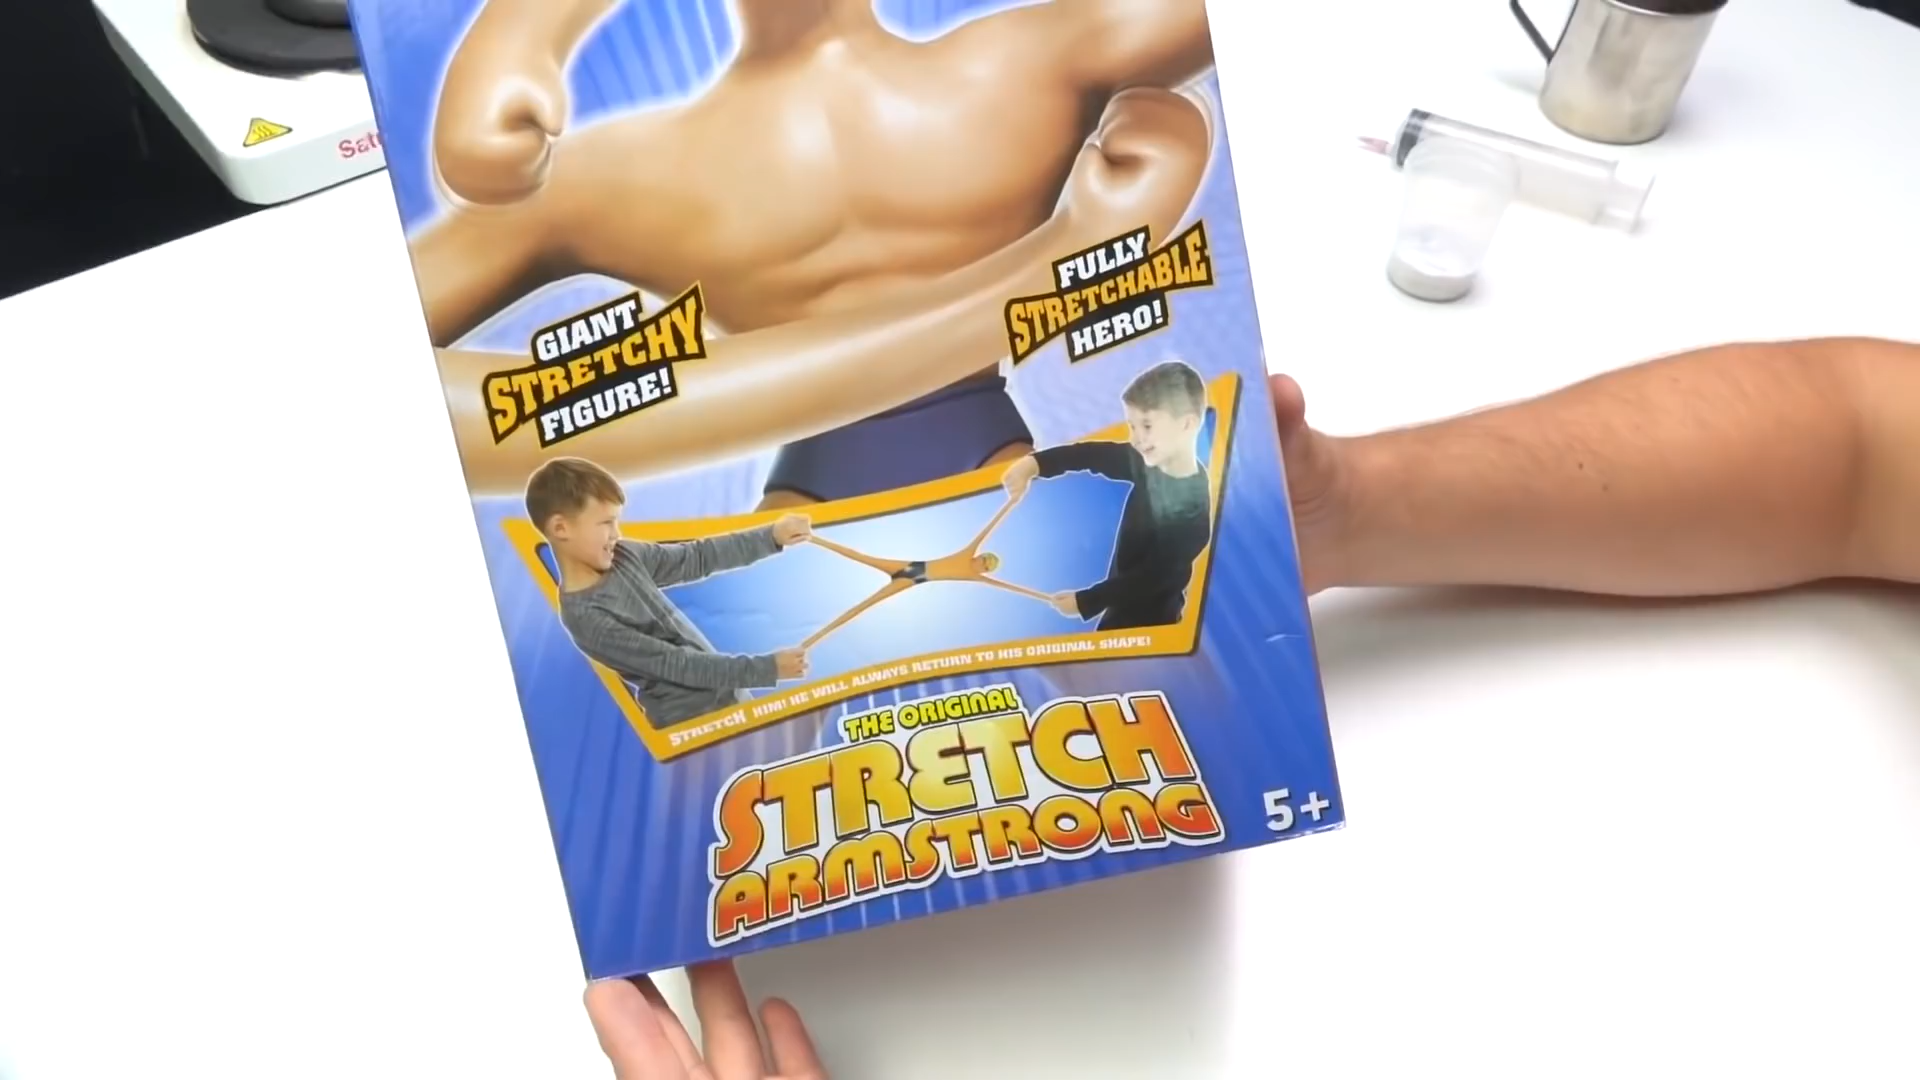 GIANT
STRETCHY
FIGURE!
FULLY
STRETCHABLE
HERO!
STRETCH HIM! HE WILL ALWAYS RETURN TO HIS ORIGINAL SHAPE!
THE ORIGINAL
STRETCH
ARMSTRONG
5+